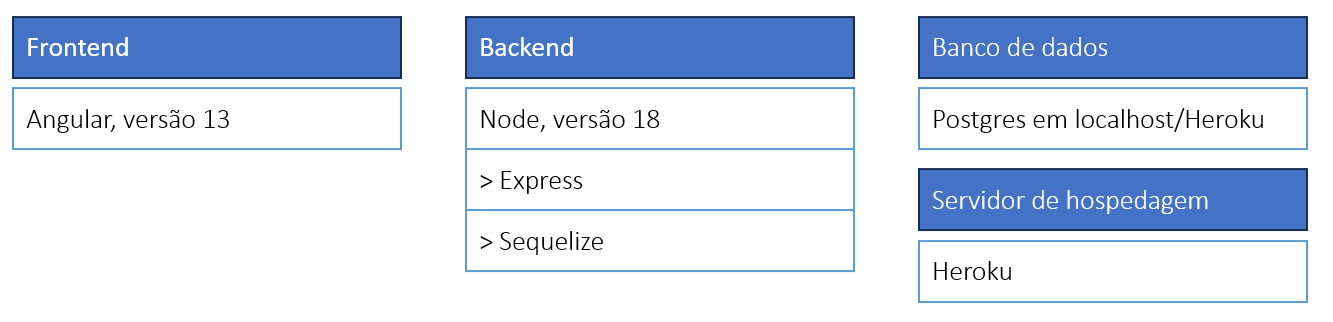 Frontend
Angular, versão 13
Backend
Node, versão 18
> Express
> Sequelize
Banco de dados
Postgres em localhost/Heroku
Servidor de hospedagem
Heroku